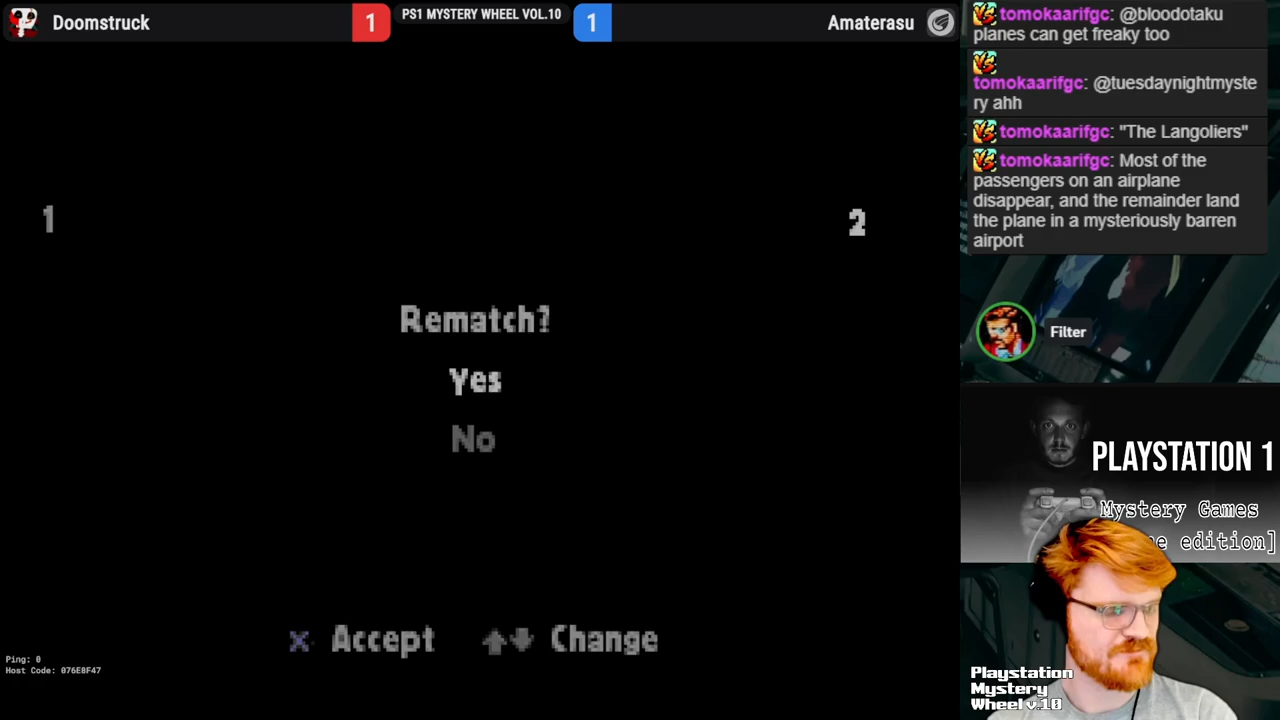 Doomstruck
1
PS1 MYSTERY WHEEL VOL.10
1
Amaterasu
1
2
Rematch?
Yes
No
X Accept
Change
Ping: 0
Host Code: 076E8F47
tomokaarifgc: @bloodotaku
planes can get freaky too
tomokaarifgc: @tuesdaynightmyste
ry ahh
tomokaarifgc: "The Langoliers"
tomokaarifgc: Most of the
passengers on an airplane
disappear, and the remainder land
the plane in a mysteriously barren
airport
Filter
PLAYSTATION 1
Mystery Games
edition]
Playstation
Mystery
Wheel v.10